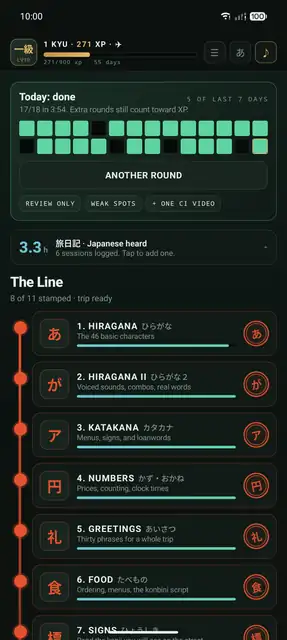 10:00
100
一級
LV10
1 KYU · 271 XP · ✈
271/900 xp 55 days
☰
あ
♪
Today: done
5 OF LAST 7 DAYS
17/18 in 3:54. Extra rounds still count toward XP.
ANOTHER ROUND
REVIEW ONLY
WEAK SPOTS
+ ONE CI VIDEO
3.3 h
旅日記 · Japanese heard
6 sessions logged. Tap to add one.
The Line
8 of 11 stamped · trip ready
あ
1. HIRAGANA ひらがな
The 46 basic characters
あ
が
2. HIRAGANA II ひらがな2
Voiced sounds, combos, real words
が
ア
3. KATAKANA カタカナ
Menus, signs, and loanwords
ア
円
4. NUMBERS かず・おかね
Prices, counting, clock times
円
礼
5. GREETINGS あいさつ
Thirty phrases for a whole trip
礼
食
6. FOOD たべもの
Ordering, menus, the konbini script
食
7. SIGNS